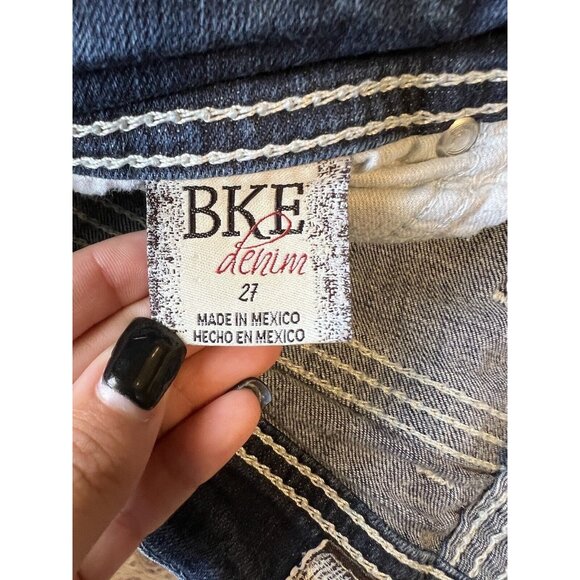 BKE
denim
27
MADE IN MEXICO
HECHO EN MEXICO